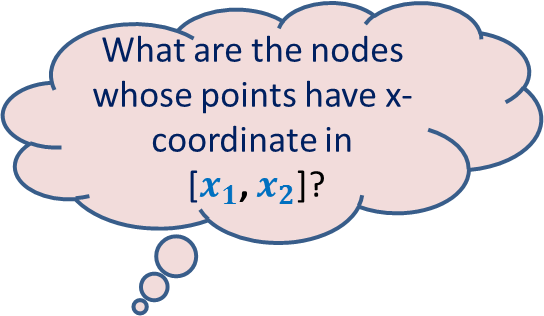 What are the nodes
whose points have x-
coordinate in
[x₁, x₂]?